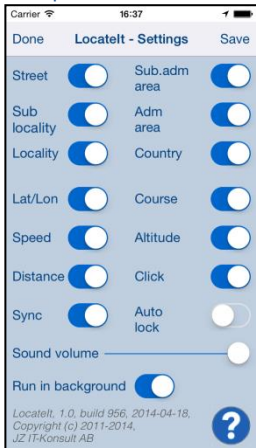 Carrier 16:37
Done LocateIt - Settings Save
Street Sub.adm
area
Sub Adm
locality area
Locality Country
Lat/Lon Course
Speed Altitude
Distance Click
Sync Auto
lock
Sound volume
Run in background
LocateIt, 1.0, build 956, 2014-04-18,
Copyright (c) 2011-2014,
JZ IT-Konsult AB
?